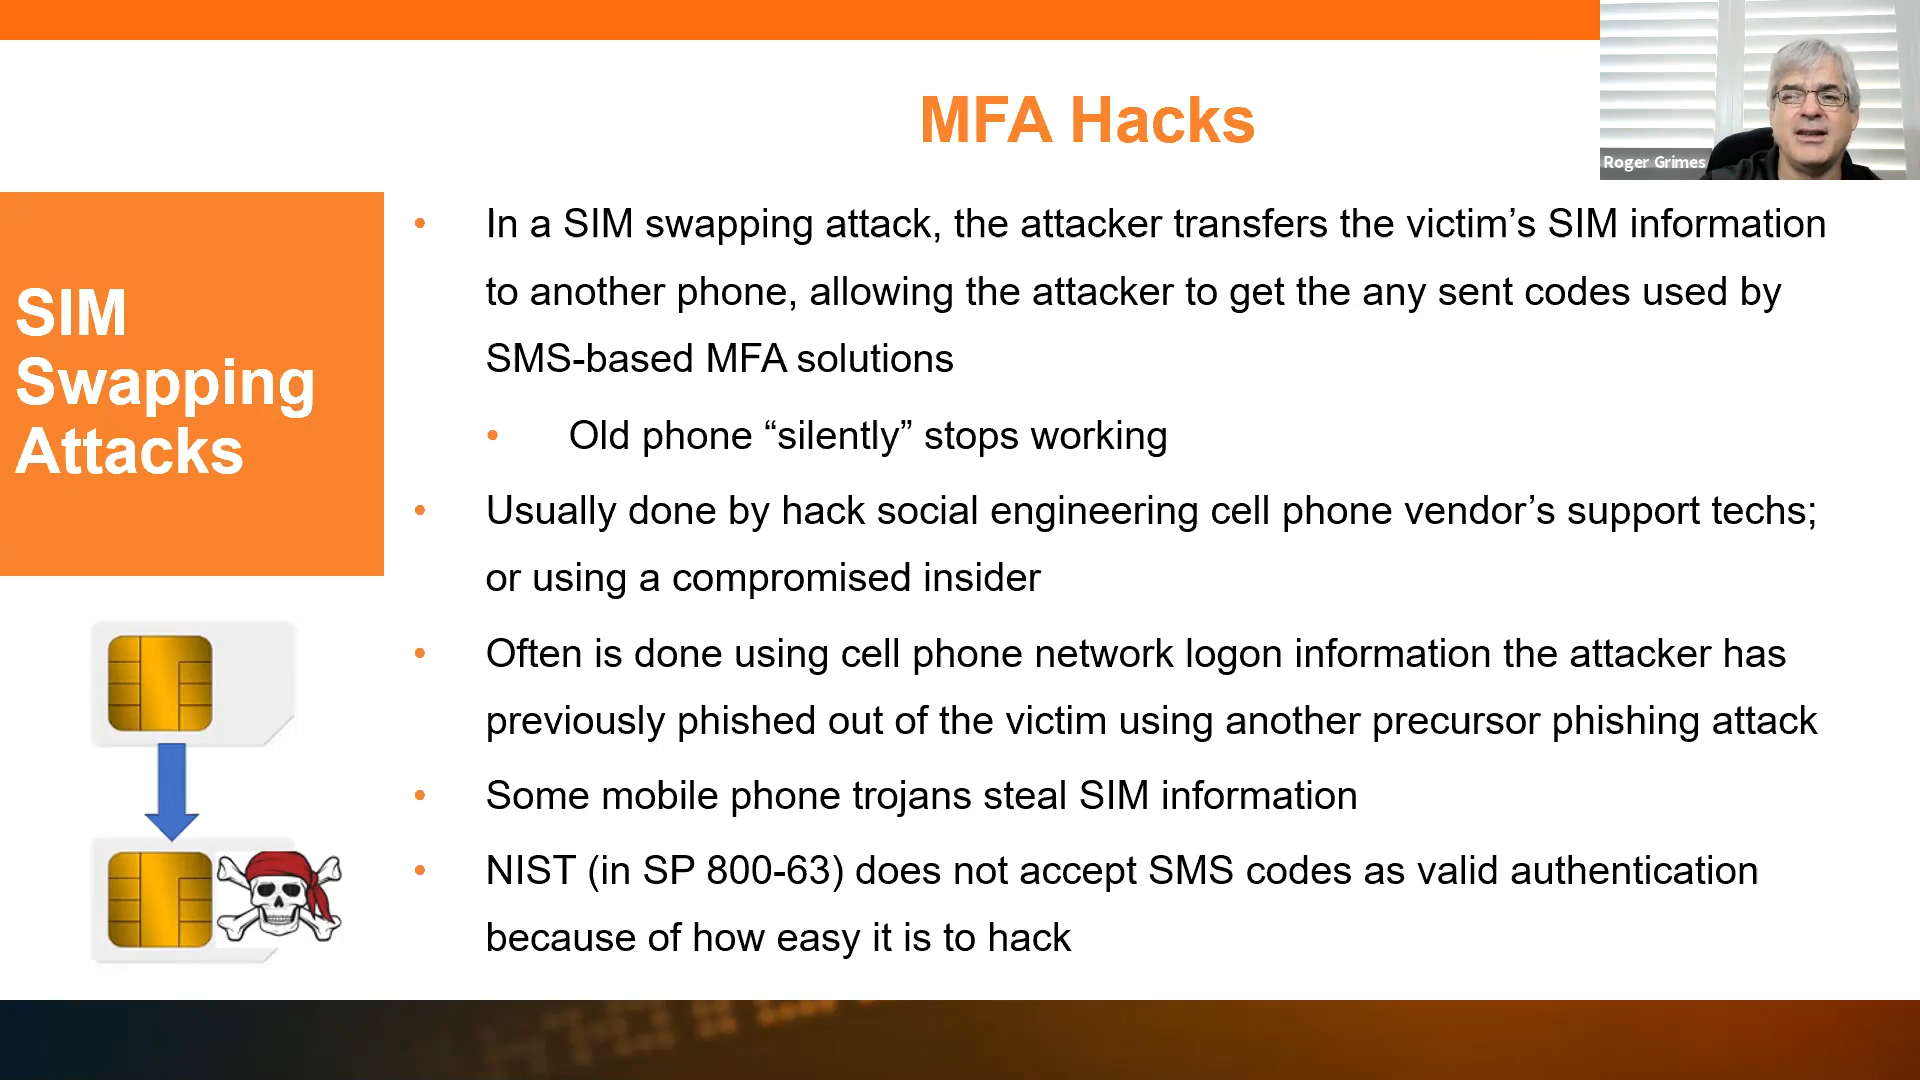 MFA Hacks
Roger Grimes
SIM
Swapping
Attacks
• In a SIM swapping attack, the attacker transfers the victim’s SIM information
to another phone, allowing the attacker to get the any sent codes used by
SMS-based MFA solutions
• Old phone “silently” stops working
• Usually done by hack social engineering cell phone vendor’s support techs;
or using a compromised insider
• Often is done using cell phone network logon information the attacker has
previously phished out of the victim using another precursor phishing attack
• Some mobile phone trojans steal SIM information
• NIST (in SP 800-63) does not accept SMS codes as valid authentication
because of how easy it is to hack